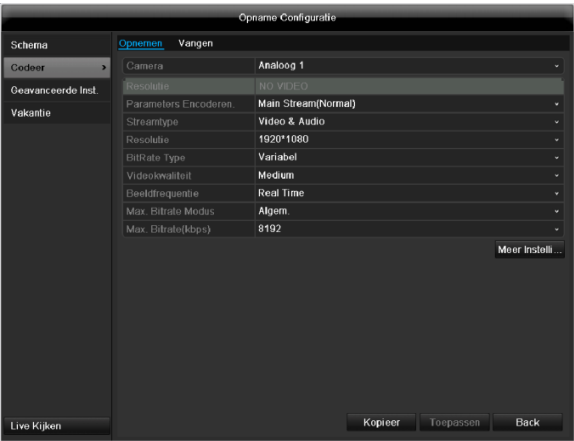 Opname Configuratie
Schema
Codeer >
Geavanceerde Inst.
Vakantie
Live Kijken
Opnemen Vangen
Camera Analoog 1
Resolutie NO VIDEO
Parameters Encoderen. Main Stream(Normal)
Streamtype Video & Audio
Resolutie 1920*1080
BitRate Type Variabel
Videokwaliteit Medium
Beeldfrequentie Real Time
Max. Bitrate Modus Algem.
Max. Bitrate(kbps) 8192
Meer Instelli...
Kopieer Toepassen Back